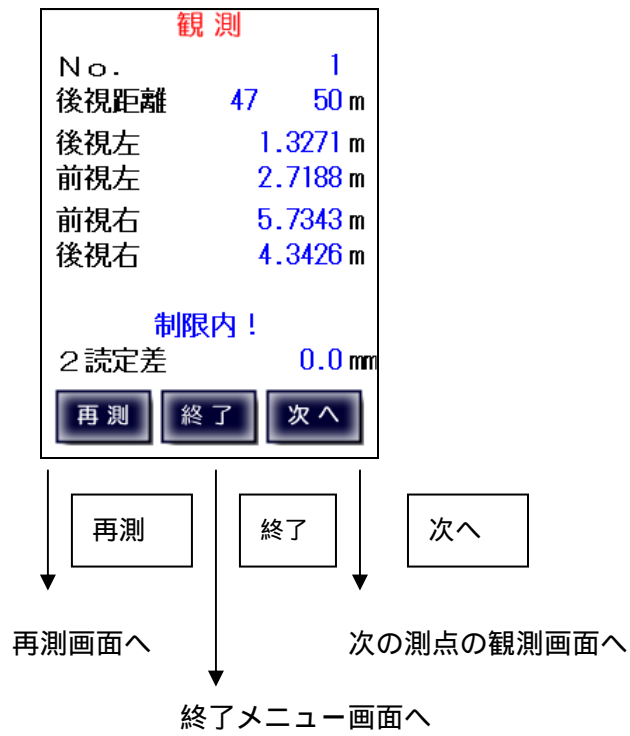 観 測
No. 1
後視距離 47 50 m
後視左 1.3271 m
前視左 2.7188 m
前視右 5.7343 m
後視右 4.3426 m
制限内!
2読定差 0.0 mm
再 測 終 了 次 へ
再測 終了 次へ
再測画面へ 次の測点の観測画面へ
終了メニュー画面へ